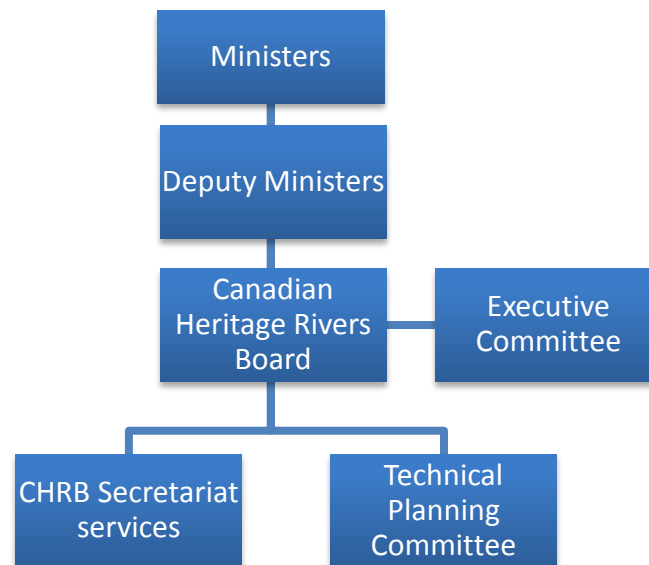 Ministers
Deputy Ministers
Canadian
Heritage Rivers
Board
Executive
Committee
CHRB Secretariat
services
Technical
Planning
Committee